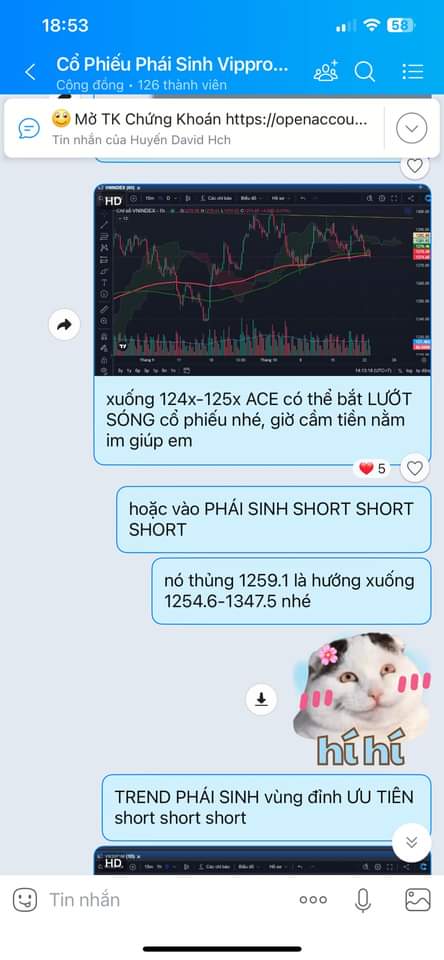 18:53
58
Cổ Phiếu Phái Sinh Vippro...
Cộng đồng • 126 thành viên
Mở TK Chứng Khoán https://openaccou...
Tin nhắn của Huyến David Hch
HD
xuống 124x-125x ACE có thể bắt LƯỚT
SÓNG cổ phiếu nhé, giờ cầm tiền nằm
im giúp em
5
hoặc vào PHÁI SINH SHORT SHORT
SHORT
nó thủng 1259.1 là hướng xuống
1254.6-1347.5 nhé
hí hí
TREND PHÁI SINH vùng đỉnh ƯU TIÊN
short short short
HD
Tin nhắn